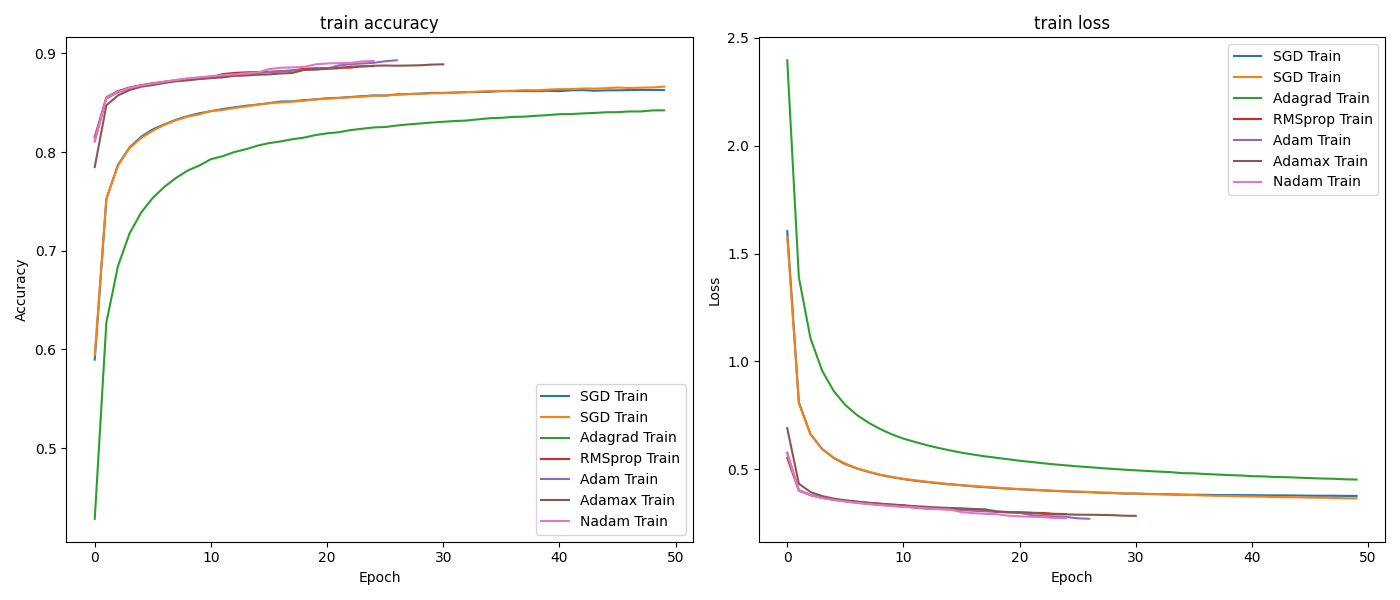 train accuracy
Accuracy
0.9
0.8
0.7
0.6
0.5
0 10 20 30 40 50
Epoch
SGD Train
SGD Train
Adagrad Train
RMSprop Train
Adam Train
Adamax Train
Nadam Train
train loss
Loss
2.5
2.0
1.5
1.0
0.5
0 10 20 30 40 50
Epoch
SGD Train
SGD Train
Adagrad Train
RMSprop Train
Adam Train
Adamax Train
Nadam Train